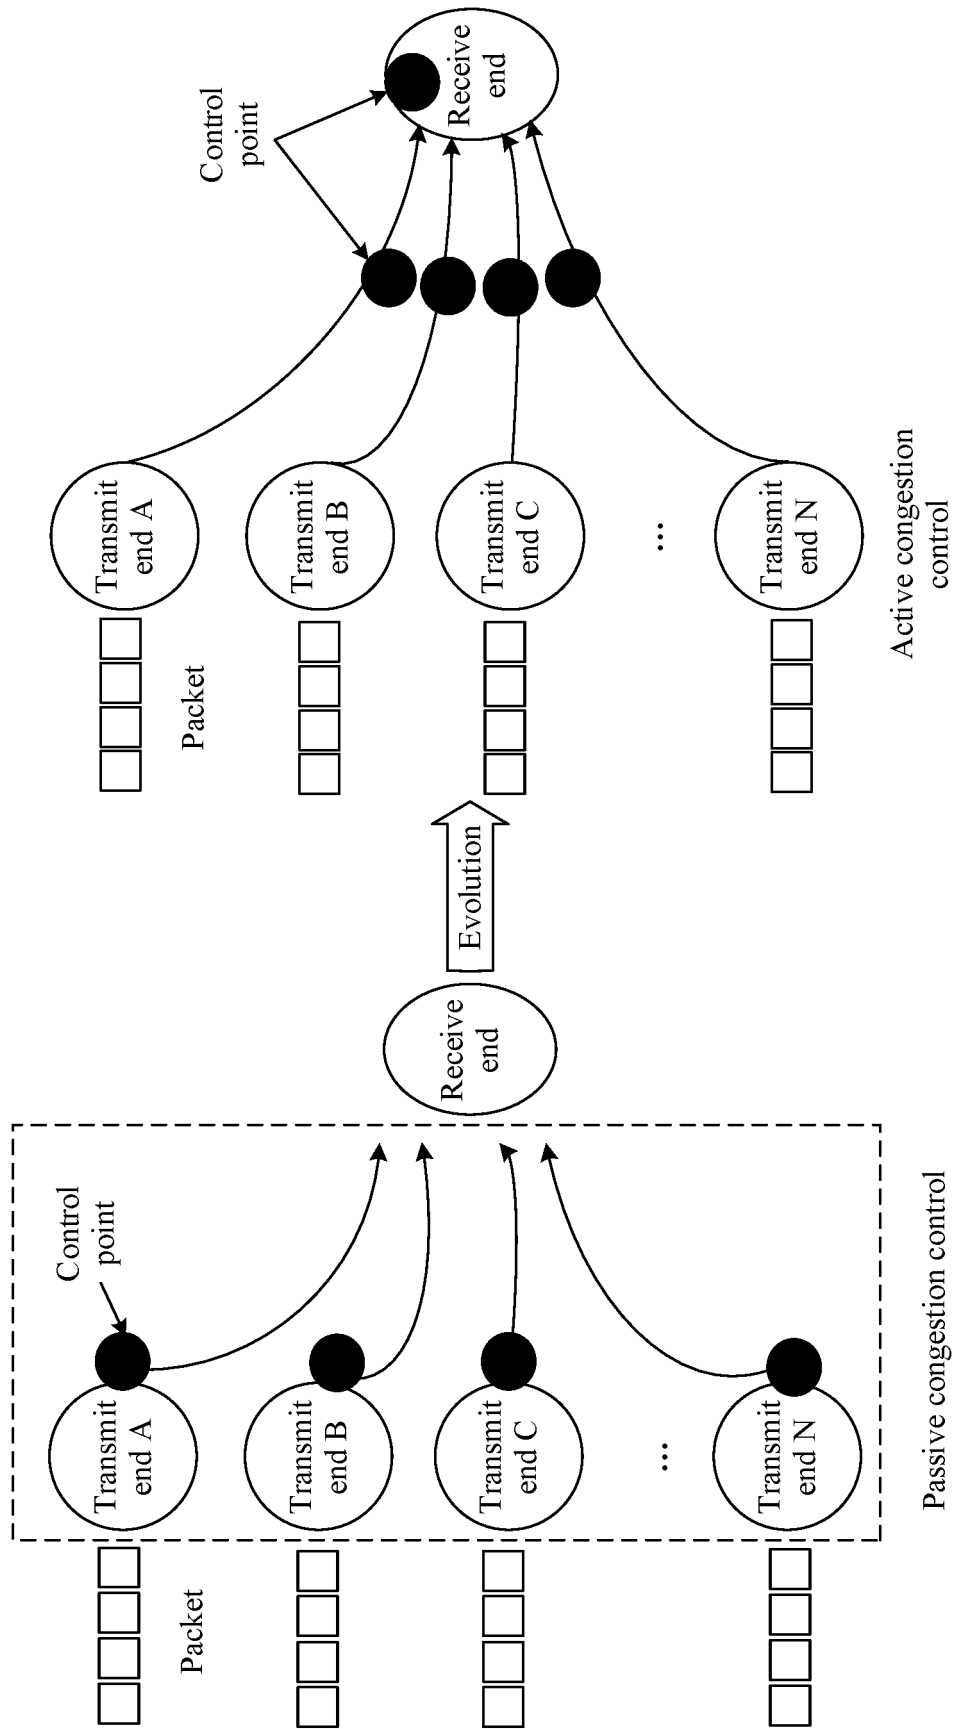 Packet
Transmit
end A
Transmit
end B
Transmit
end C
...
Transmit
end N
Control
point
Receive
end
Passive congestion control
Evolution
Packet
Transmit
end A
Transmit
end B
Transmit
end C
...
Transmit
end N
Control
point
Receive
end
Active congestion
control